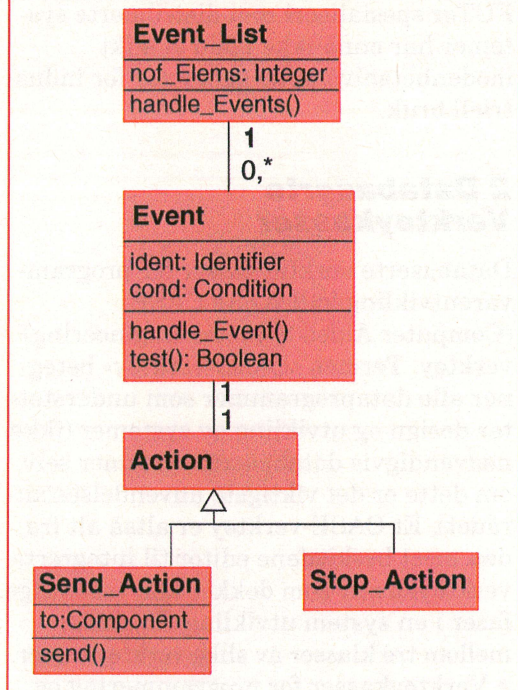 Event_List
nof_Elems: Integer
handle_Events()
1
0,*
Event
ident: Identifier
cond: Condition
handle_Event()
test(): Boolean
1
1
Action
Send_Action
Stop_Action
to:Component
send()